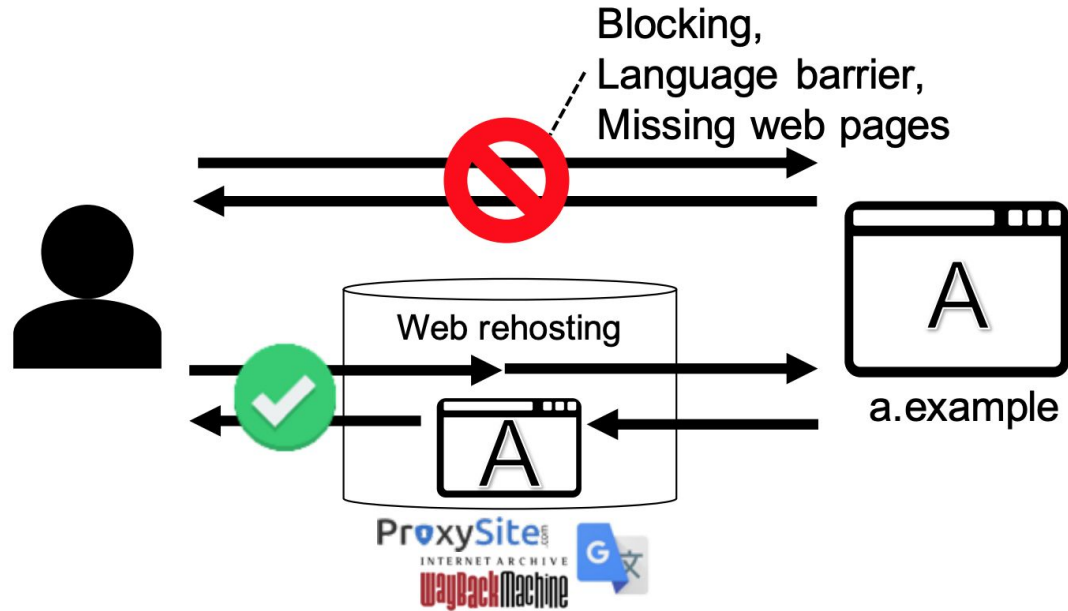 Blocking,
Language barrier,
Missing web pages
Web rehosting
A
A
a.example
ProxySite.com
G 文
INTERNET ARCHIVE
WayBackMachine